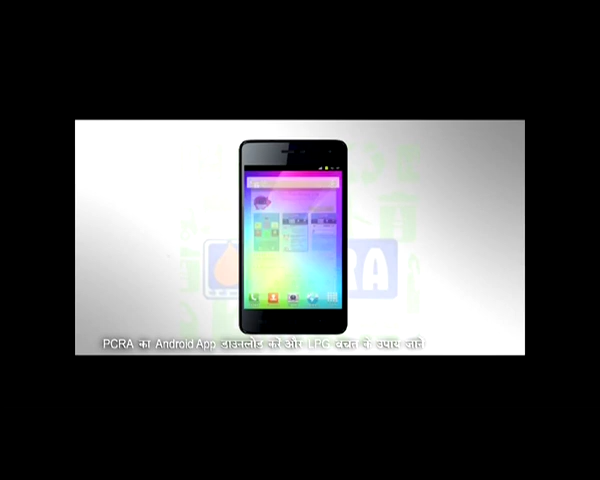 PCRA का Android App डाउनलोड करें और LPG बचत के उपाय जानें